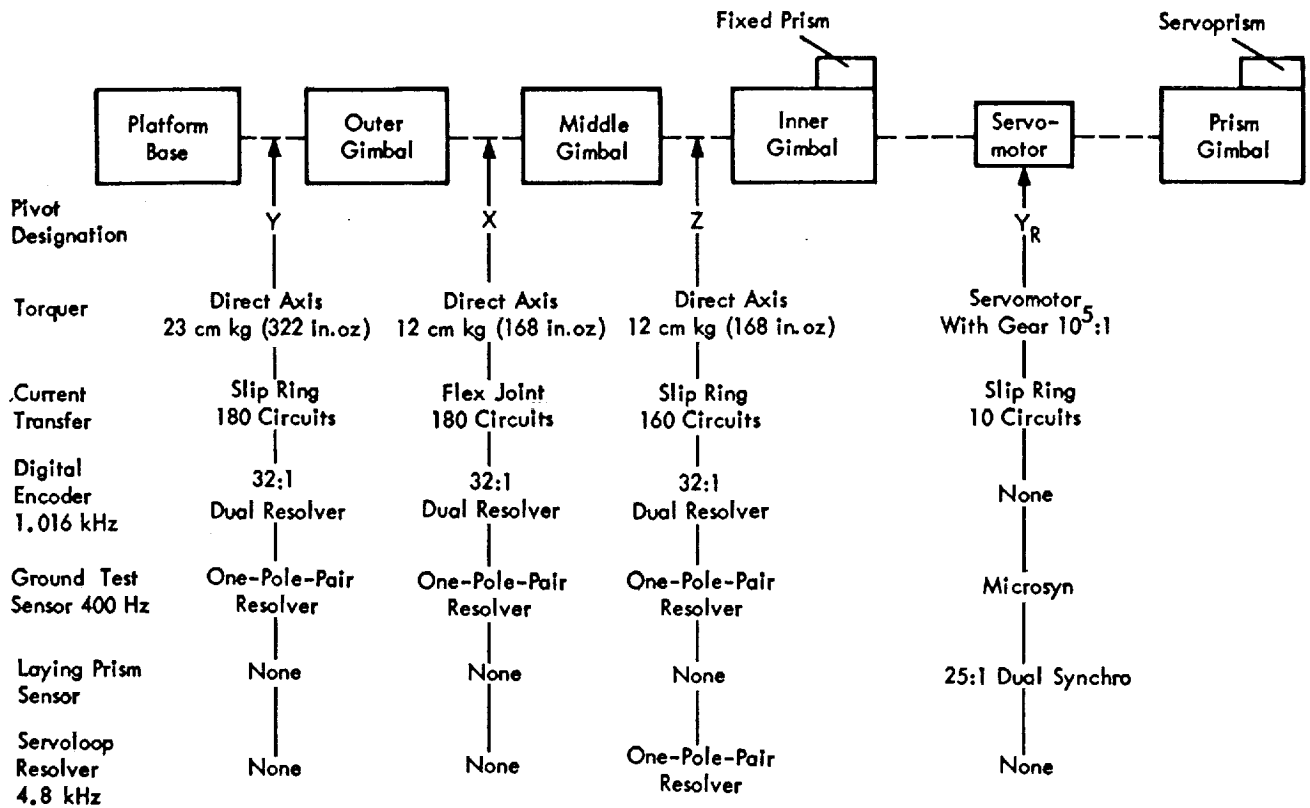 Fixed Prism
Servoprism
Platform
Base
Outer
Gimbal
Middle
Gimbal
Inner
Gimbal
Servo-
motor
Prism
Gimbal
Pivot
Designation
Y
X
Z
YR
Torquer
Direct Axis
23 cm kg (322 in.oz)
Direct Axis
12 cm kg (168 in.oz)
Direct Axis
12 cm kg (168 in.oz)
Servomotor
With Gear 10⁵:1
Current
Transfer
Slip Ring
180 Circuits
Flex Joint
180 Circuits
Slip Ring
160 Circuits
Slip Ring
10 Circuits
Digital
Encoder
1.016 kHz
32:1
Dual Resolver
32:1
Dual Resolver
32:1
Dual Resolver
None
Ground Test
Sensor 400 Hz
One-Pole-Pair
Resolver
One-Pole-Pair
Resolver
One-Pole-Pair
Resolver
Microsyn
Laying Prism
Sensor
None
None
None
25:1 Dual Synchro
Servoloop
Resolver
4.8 kHz
None
None
One-Pole-Pair
Resolver
None